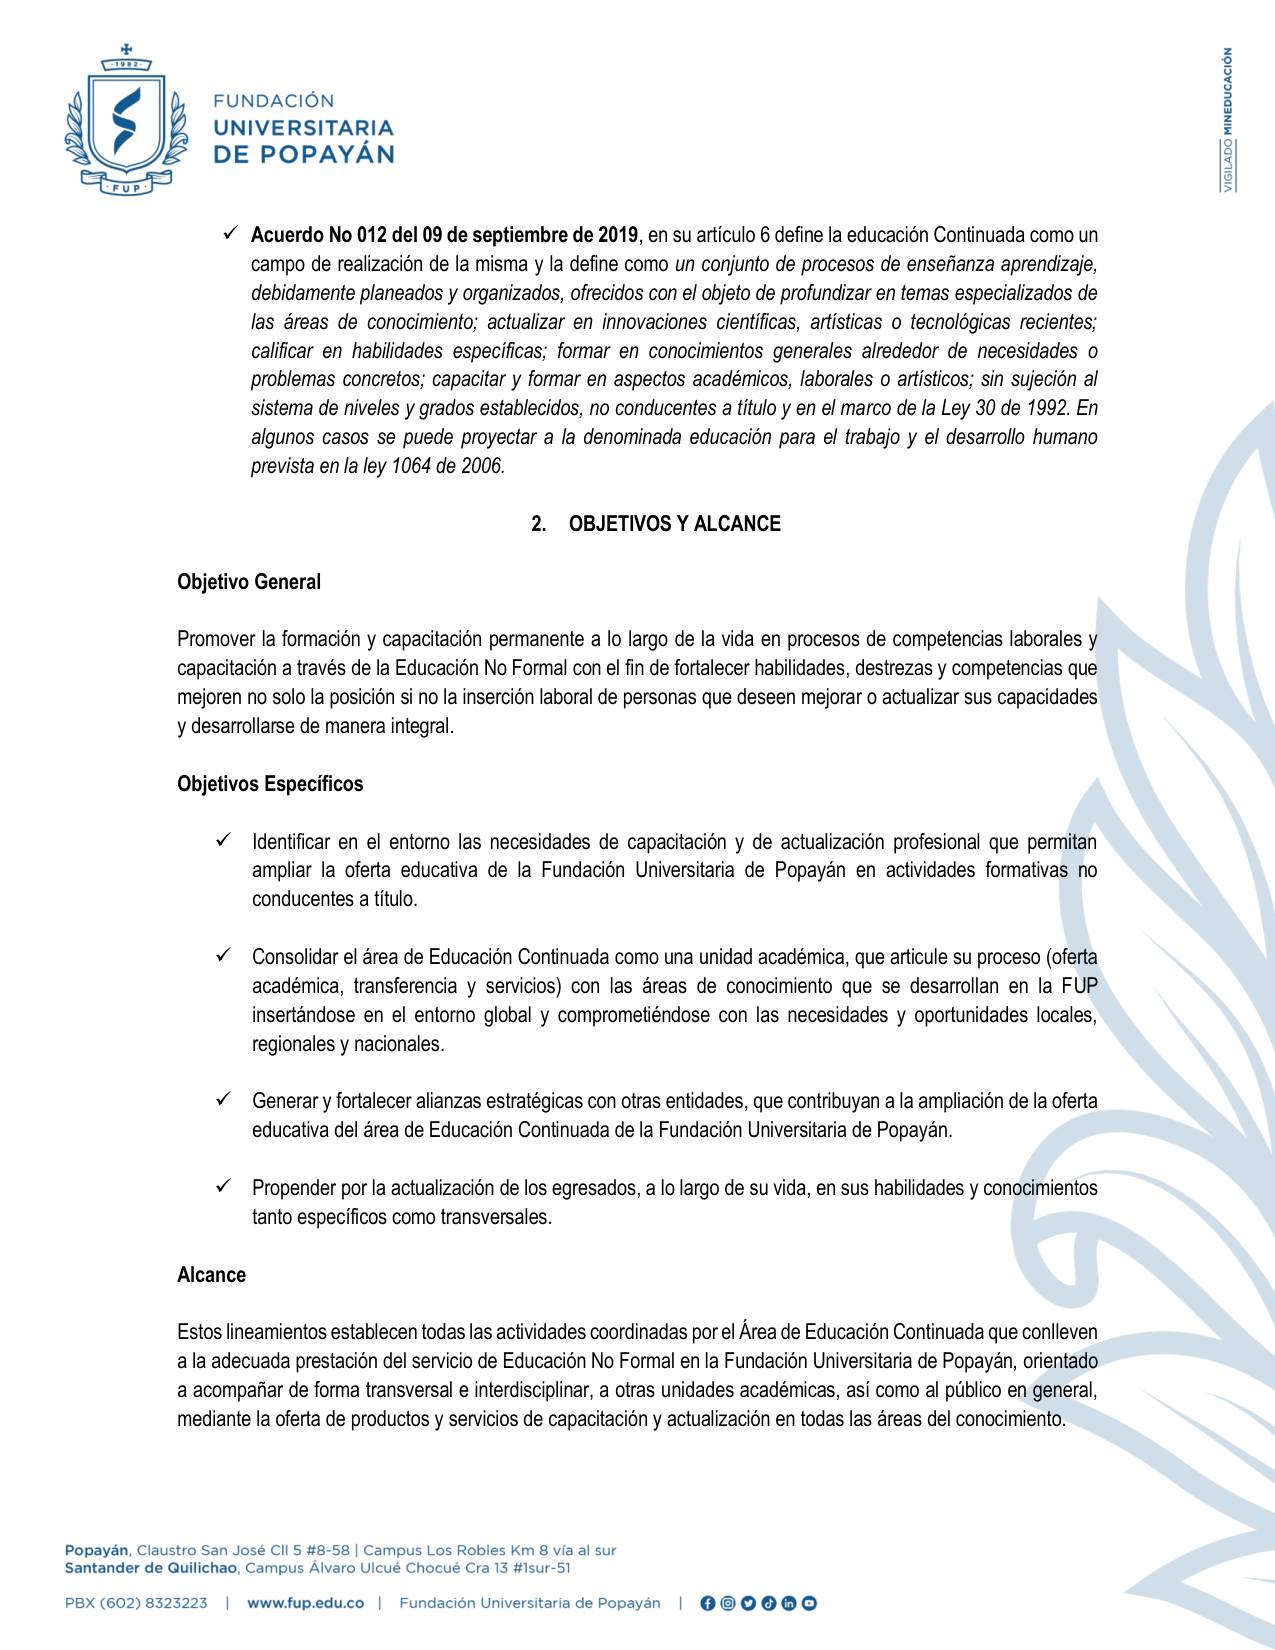 ·1982·
FUP
FUNDACIÓN
UNIVERSITARIA
DE POPAYÁN
VIGILADO MINEDUCACIÓN
✓ Acuerdo No 012 del 09 de septiembre de 2019, en su artículo 6 define la educación Continuada como un
campo de realización de la misma y la define como un conjunto de procesos de enseñanza aprendizaje,
debidamente planeados y organizados, ofrecidos con el objeto de profundizar en temas especializados de
las áreas de conocimiento; actualizar en innovaciones científicas, artísticas o tecnológicas recientes;
calificar en habilidades específicas; formar en conocimientos generales alrededor de necesidades o
problemas concretos; capacitar y formar en aspectos académicos, laborales o artísticos; sin sujeción al
sistema de niveles y grados establecidos, no conducentes a título y en el marco de la Ley 30 de 1992. En
algunos casos se puede proyectar a la denominada educación para el trabajo y el desarrollo humano
prevista en la ley 1064 de 2006.
2. OBJETIVOS Y ALCANCE
Objetivo General
Promover la formación y capacitación permanente a lo largo de la vida en procesos de competencias laborales y
capacitación a través de la Educación No Formal con el fin de fortalecer habilidades, destrezas y competencias que
mejoren no solo la posición si no la inserción laboral de personas que deseen mejorar o actualizar sus capacidades
y desarrollarse de manera integral.
Objetivos Específicos
✓ Identificar en el entorno las necesidades de capacitación y de actualización profesional que permitan
ampliar la oferta educativa de la Fundación Universitaria de Popayán en actividades formativas no
conducentes a título.
✓ Consolidar el área de Educación Continuada como una unidad académica, que articule su proceso (oferta
académica, transferencia y servicios) con las áreas de conocimiento que se desarrollan en la FUP
insertándose en el entorno global y comprometiéndose con las necesidades y oportunidades locales,
regionales y nacionales.
✓ Generar y fortalecer alianzas estratégicas con otras entidades, que contribuyan a la ampliación de la oferta
educativa del área de Educación Continuada de la Fundación Universitaria de Popayán.
✓ Propender por la actualización de los egresados, a lo largo de su vida, en sus habilidades y conocimientos
tanto específicos como transversales.
Alcance
Estos lineamientos establecen todas las actividades coordinadas por el Área de Educación Continuada que conlleven
a la adecuada prestación del servicio de Educación No Formal en la Fundación Universitaria de Popayán, orientado
a acompañar de forma transversal e interdisciplinar, a otras unidades académicas, así como al público en general,
mediante la oferta de productos y servicios de capacitación y actualización en todas las áreas del conocimiento.
Popayán, Claustro San José Cll 5 #8-58 | Campus Los Robles Km 8 vía al sur
Santander de Quilichao, Campus Álvaro Ulcué Chocué Cra 13 #1sur-51
PBX (602) 8323223 | www.fup.edu.co | Fundación Universitaria de Popayán |